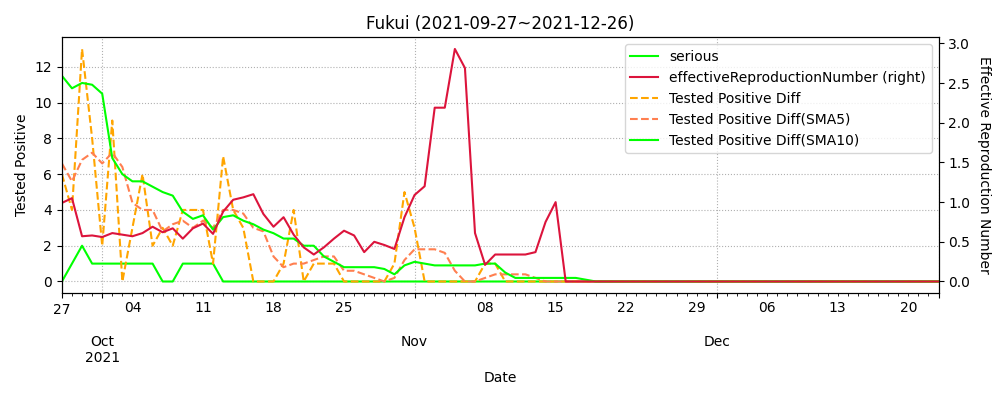 Fukui (2021-09-27~2021-12-26)
serious
effectiveReproductionNumber (right)
Tested Positive Diff
Tested Positive Diff(SMA5)
Tested Positive Diff(SMA10)
Tested Positive
12
10
8
6
4
2
0
3.0
2.5
2.0
1.5
1.0
0.5
0.0
Effective Reproduction Number
27 04 11 18 25 08 15 22 29 06 13 20
Oct Nov Dec
2021
Date